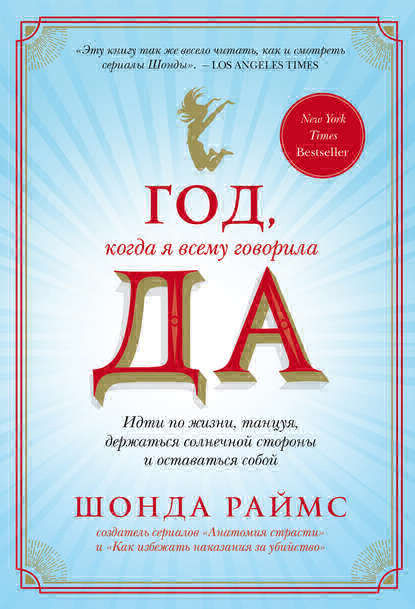 «Эту книгу так же весело читать, как и смотреть
сериалы Шонды». — LOS ANGELES TIMES
New York
Times
Bestseller
ГОД,
когда я всему говорила
ДА
Идти по жизни, танцуя,
держаться солнечной стороны
и оставаться собой
ШОНДА РАЙМС
создатель сериалов «Анатомия страсти»
и «Как избежать наказания за убийство»